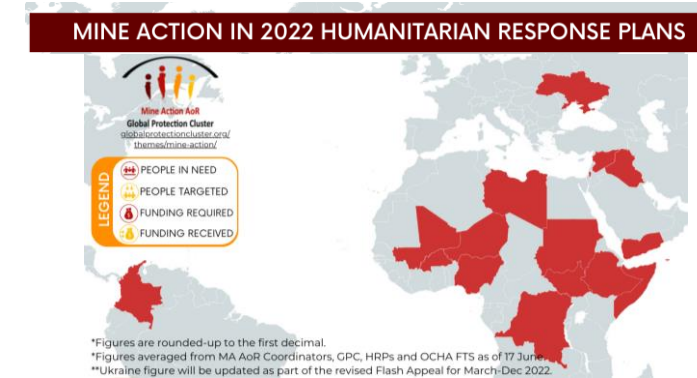 MINE ACTION IN 2022 HUMANITARIAN RESPONSE PLANS
Mine Action AoR
Global Protection Cluster
globalprotectioncluster.org/
themes/mine-action/
LEGEND
PEOPLE IN NEED
PEOPLE TARGETED
FUNDING REQUIRED
FUNDING RECEIVED
*Figures are rounded-up to the first decimal.
*Figures averaged from MA AoR Coordinators, GPC, HRPs and OCHA FTS as of 17 June.
**Ukraine figure will be updated as part of the revised Flash Appeal for March-Dec 2022.